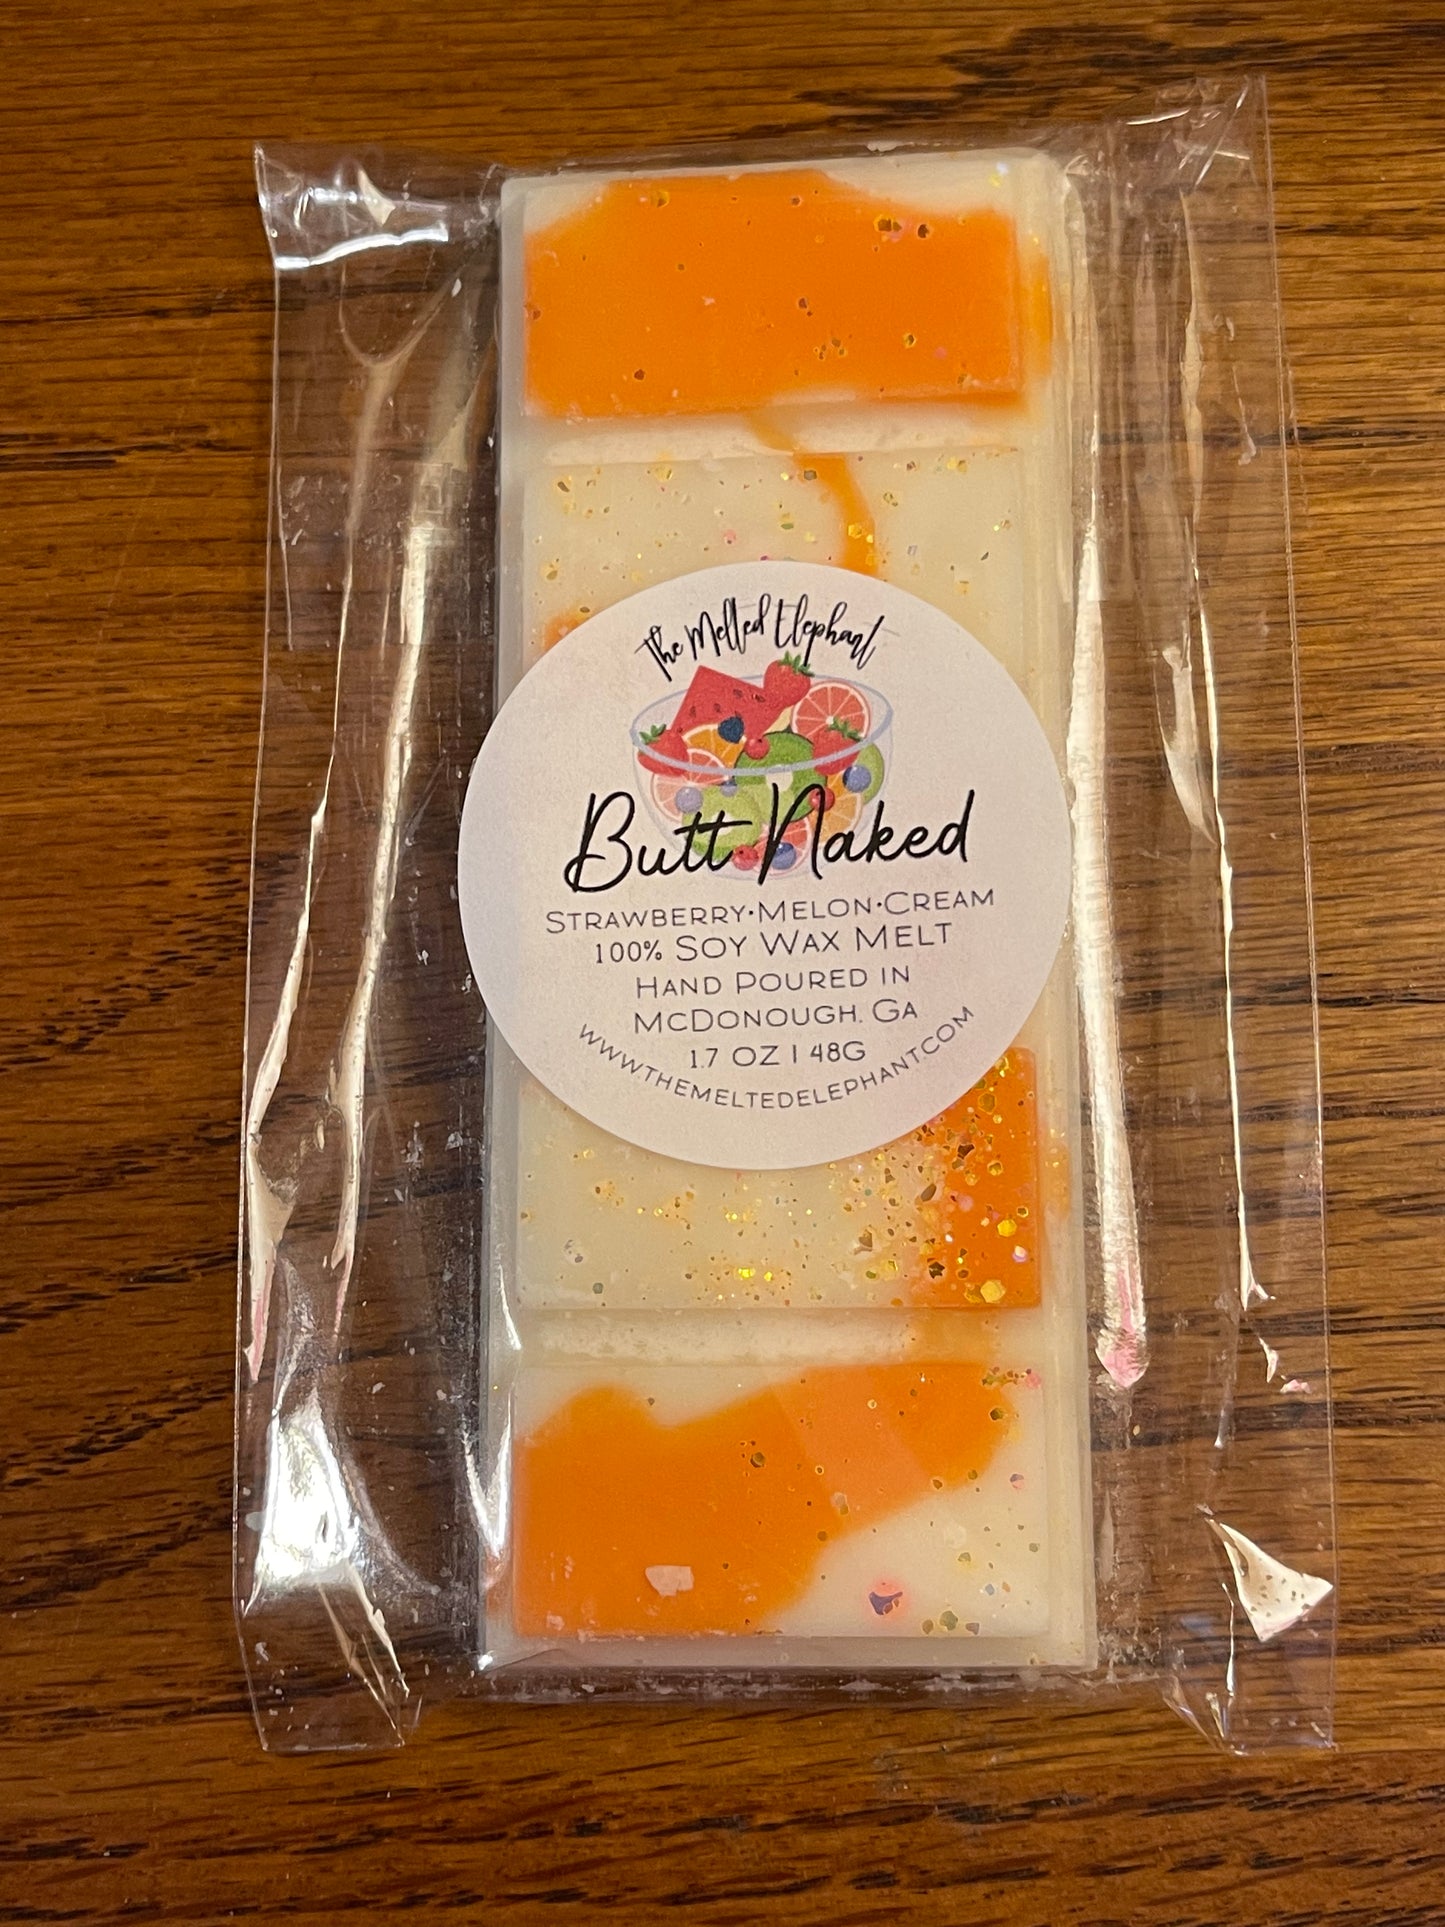 The Melted Elephant
Butt Naked
STRAWBERRY•MELON•CREAM
100% SOY WAX MELT
HAND POURED IN
MCDONOUGH, GA
1.7 OZ | 48G
WWW.THEMELTEDELEPHANT.COM